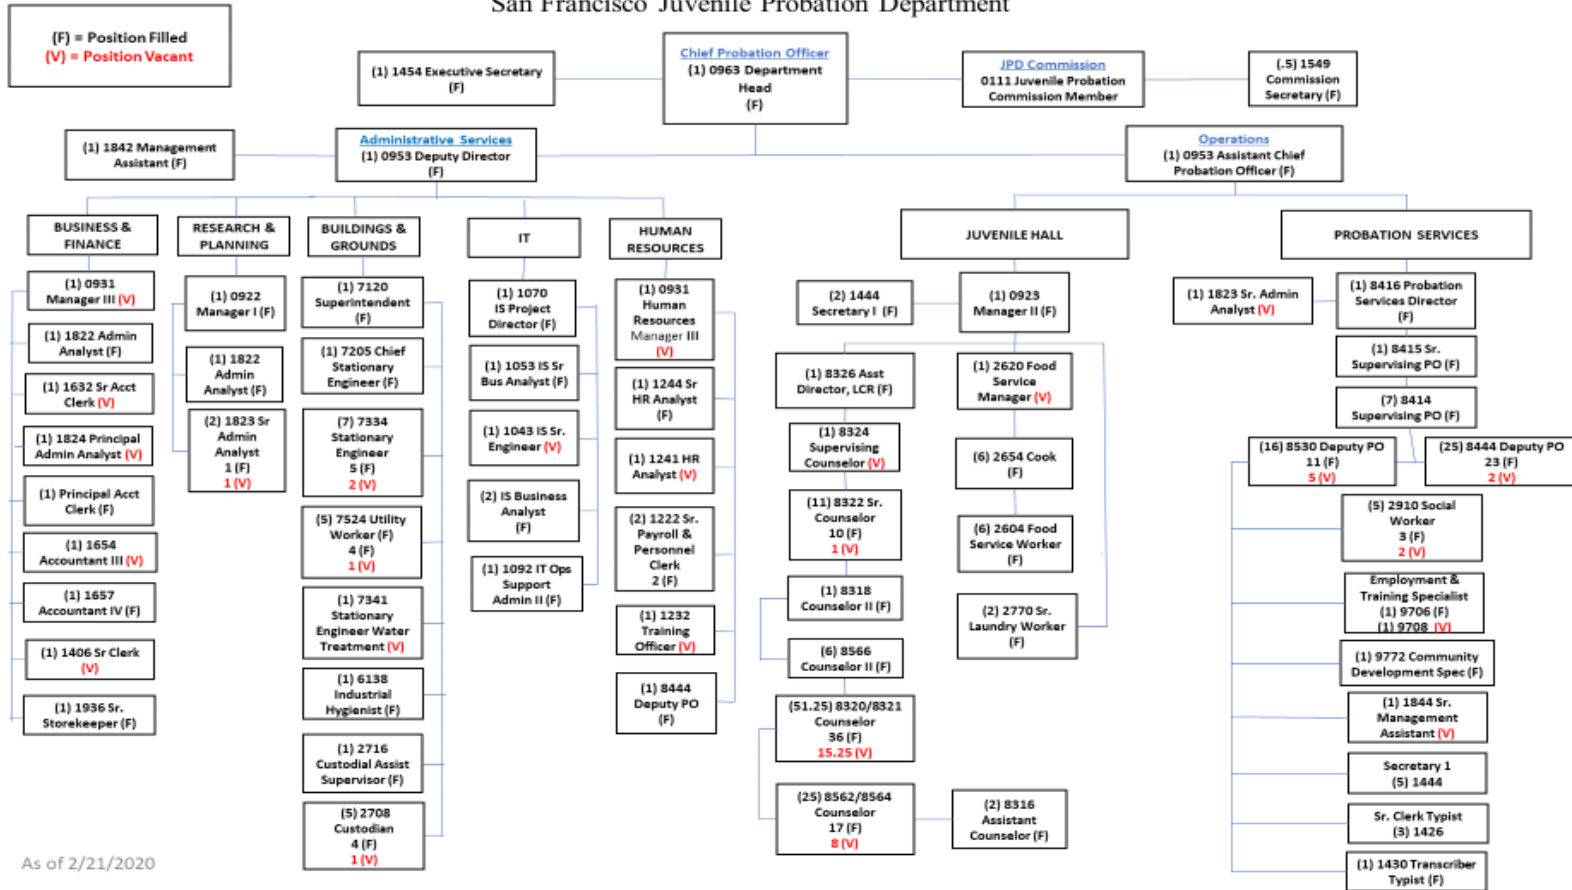 San Francisco Juvenile Probation Department
(F) = Position Filled
(V) = Position Vacant
(1) 1454 Executive Secretary
(F)
Chief Probation Officer
(1) 0963 Department
Head
(F)
JPD Commission
0111 Juvenile Probation
Commission Member
(.5) 1549
Commission
Secretary (F)
(1) 1842 Management
Assistant (F)
Administrative Services
(1) 0953 Deputy Director
(F)
Operations
(1) 0953 Assistant Chief
Probation Officer (F)
BUSINESS &
FINANCE
(1) 0931
Manager III (V)
(1) 1822 Admin
Analyst (F)
(1) 1632 Sr Acct
Clerk (V)
(1) 1824 Principal
Admin Analyst (V)
(1) Principal Acct
Clerk (F)
(1) 1654
Accountant III (V)
(1) 1657
Accountant IV (F)
(1) 1406 Sr Clerk
(V)
(1) 1936 Sr.
Storekeeper (F)
RESEARCH &
PLANNING
(1) 0922
Manager I (F)
(1) 1822
Admin
Analyst (F)
(2) 1823 Sr
Admin
Analyst
1 (F)
1 (V)
BUILDINGS &
GROUNDS
(1) 7120
Superintendent
(F)
(1) 7205 Chief
Stationary
Engineer (F)
(7) 7334
Stationary
Engineer
5 (F)
2 (V)
(5) 7524 Utility
Worker (F)
4 (F)
1 (V)
(1) 7341
Stationary
Engineer Water
Treatment (V)
(1) 6138
Industrial
Hygienist (F)
(1) 2716
Custodial Assist
Supervisor (F)
(5) 2708
Custodian
4 (F)
1 (V)
IT
(1) 1070
IS Project
Director (F)
(1) 1053 IS Sr
Bus Analyst (F)
(1) 1043 IS Sr.
Engineer (V)
(2) IS Business
Analyst
(F)
(1) 1092 IT Ops
Support
Admin II (F)
HUMAN
RESOURCES
(1) 0931
Human
Resources
Manager III
(V)
(1) 1244 Sr
HR Analyst
(F)
(1) 1241 HR
Analyst (V)
(2) 1222 Sr.
Payroll &
Personnel
Clerk
2 (F)
(1) 1232
Training
Officer (V)
(1) 8444
Deputy PO
(F)
JUVENILE HALL
(2) 1444
Secretary I (F)
(1) 0923
Manager II (F)
(1) 8326 Asst
Director, LCR (F)
(1) 8324
Supervising
Counselor (V)
(11) 8322 Sr.
Counselor
10 (F)
1 (V)
(1) 8318
Counselor II (F)
(6) 8566
Counselor II (F)
(51.25) 8320/8321
Counselor
36 (F)
15.25 (V)
(25) 8562/8564
Counselor
17 (F)
8 (V)
(2) 8316
Assistant
Counselor (F)
(1) 2620 Food
Service
Manager (V)
(6) 2654 Cook
(F)
(6) 2604 Food
Service Worker
(F)
(2) 2770 Sr.
Laundry Worker
(F)
PROBATION SERVICES
(1) 1823 Sr. Admin
Analyst (V)
(1) 8416 Probation
Services Director
(F)
(1) 8415 Sr.
Supervising PO (F)
(7) 8414
Supervising PO (F)
(16) 8530 Deputy PO
11 (F)
5 (V)
(25) 8444 Deputy PO
23 (F)
2 (V)
(5) 2910 Social
Worker
3 (F)
2 (V)
Employment &
Training Specialist
(1) 9706 (F)
(1) 9708 (V)
(1) 9772 Community
Development Spec (F)
(1) 1844 Sr.
Management
Assistant (V)
Secretary 1
(5) 1444
Sr. Clerk Typist
(3) 1426
(1) 1430 Transcriber
Typist (F)
As of 2/21/2020